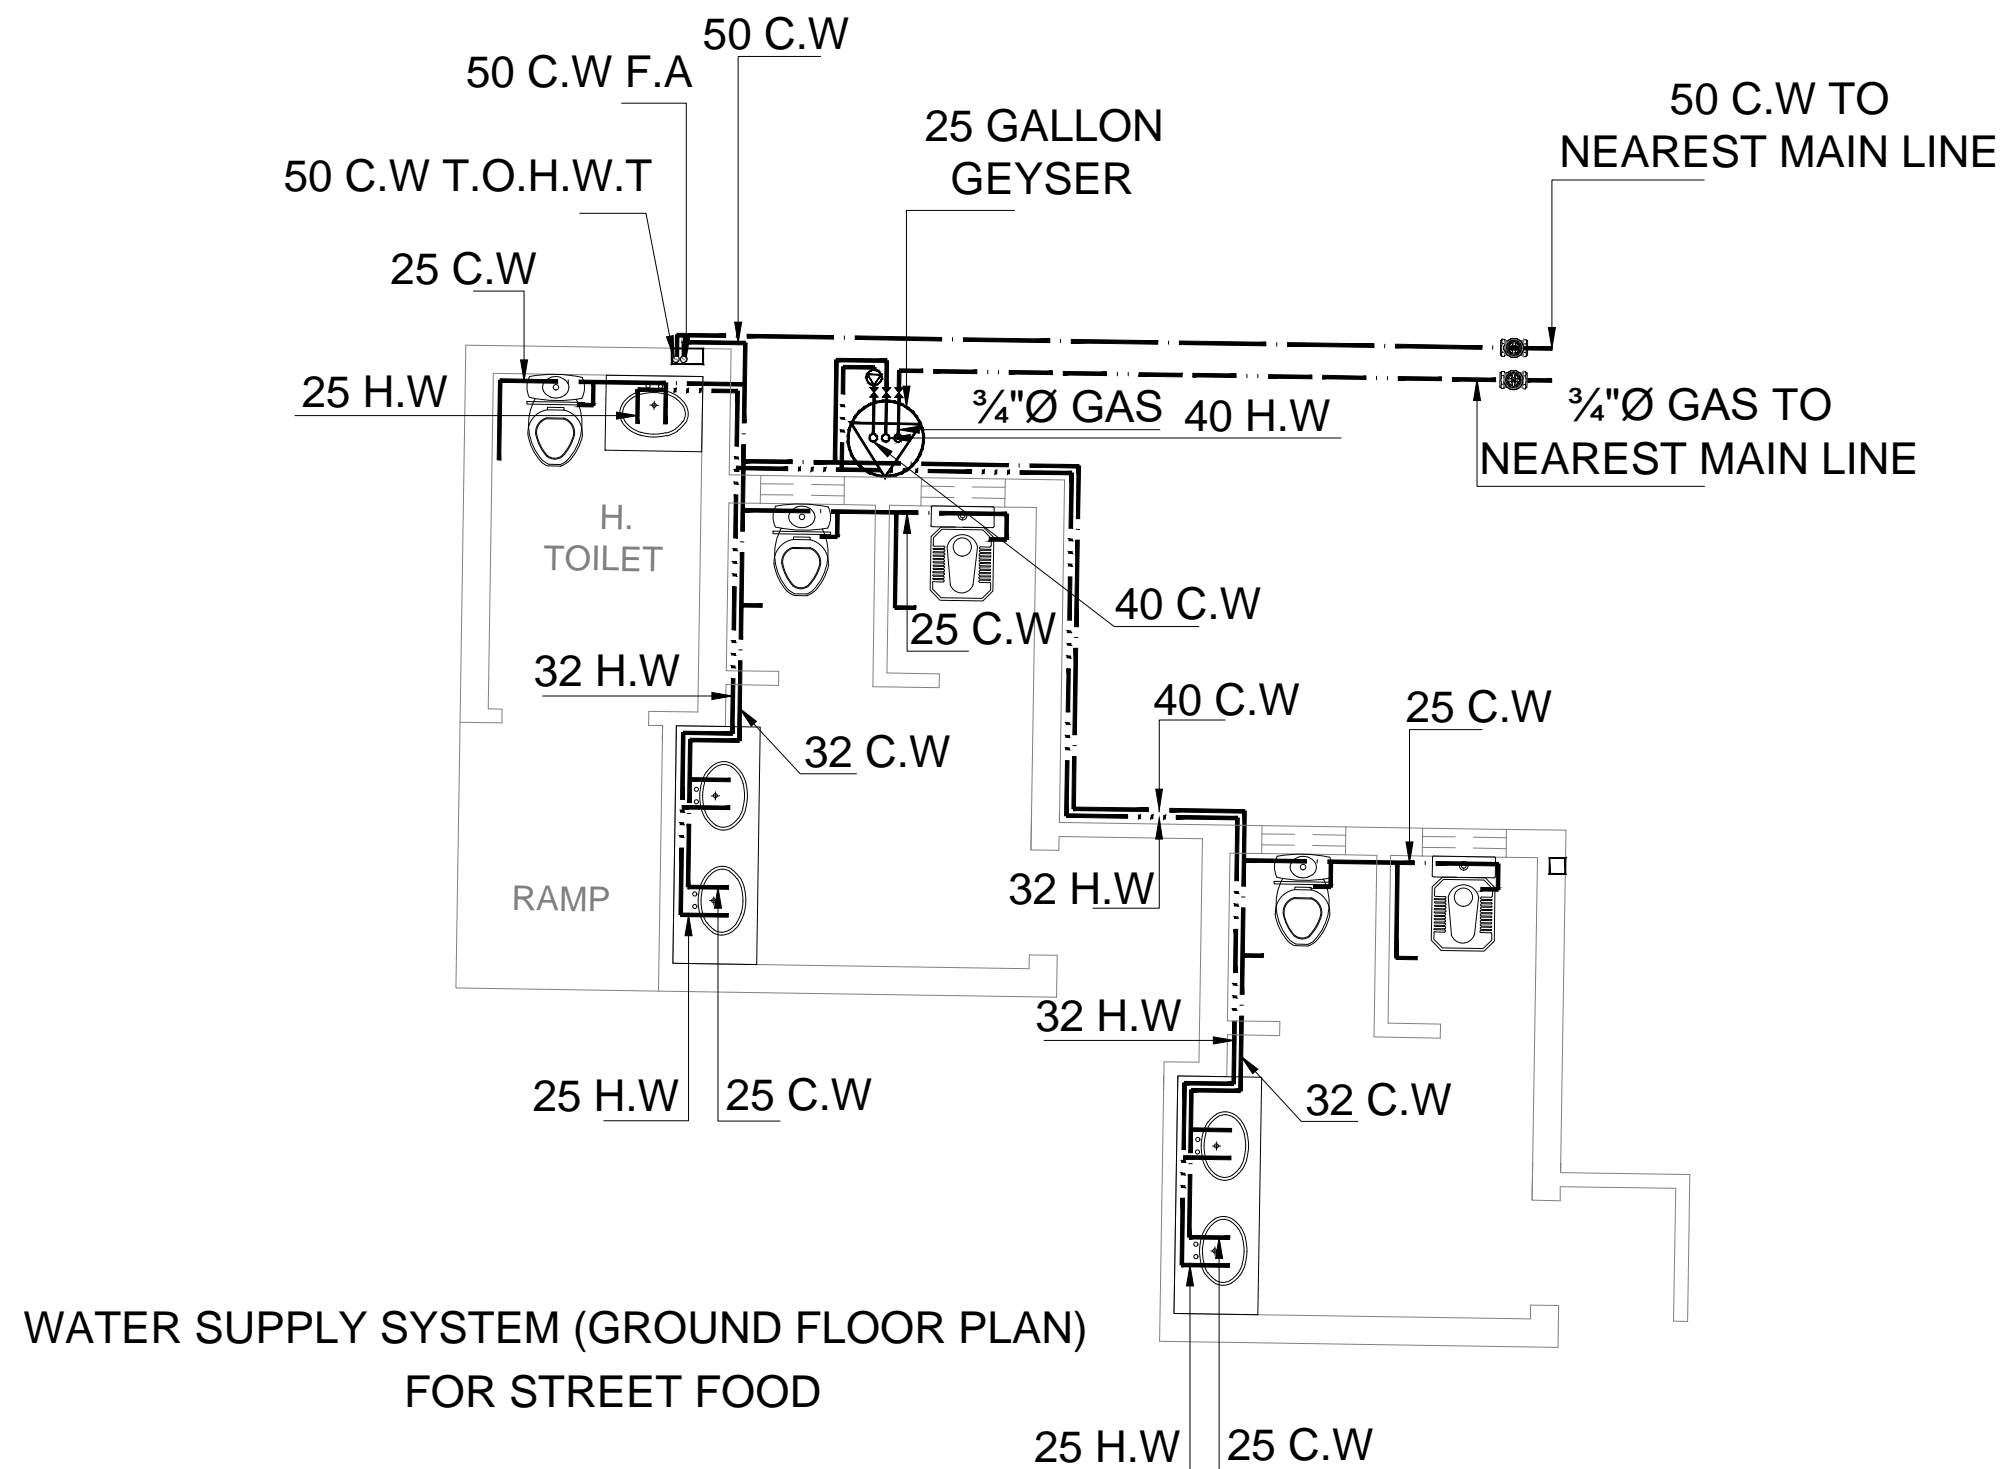 50 C.W
50 C.W F.A
50 C.W TO
NEAREST MAIN LINE
25 GALLON
GEYSER
50 C.W T.O.H.W.T
25 C.W
25 H.W
¾"Ø GAS
40 H.W
¾"Ø GAS TO
NEAREST MAIN LINE
H.
TOILET
40 C.W
25 C.W
32 H.W
40 C.W
25 C.W
32 C.W
32 H.W
RAMP
32 H.W
25 H.W
25 C.W
32 C.W
WATER SUPPLY SYSTEM (GROUND FLOOR PLAN)
FOR STREET FOOD
25 H.W
25 C.W